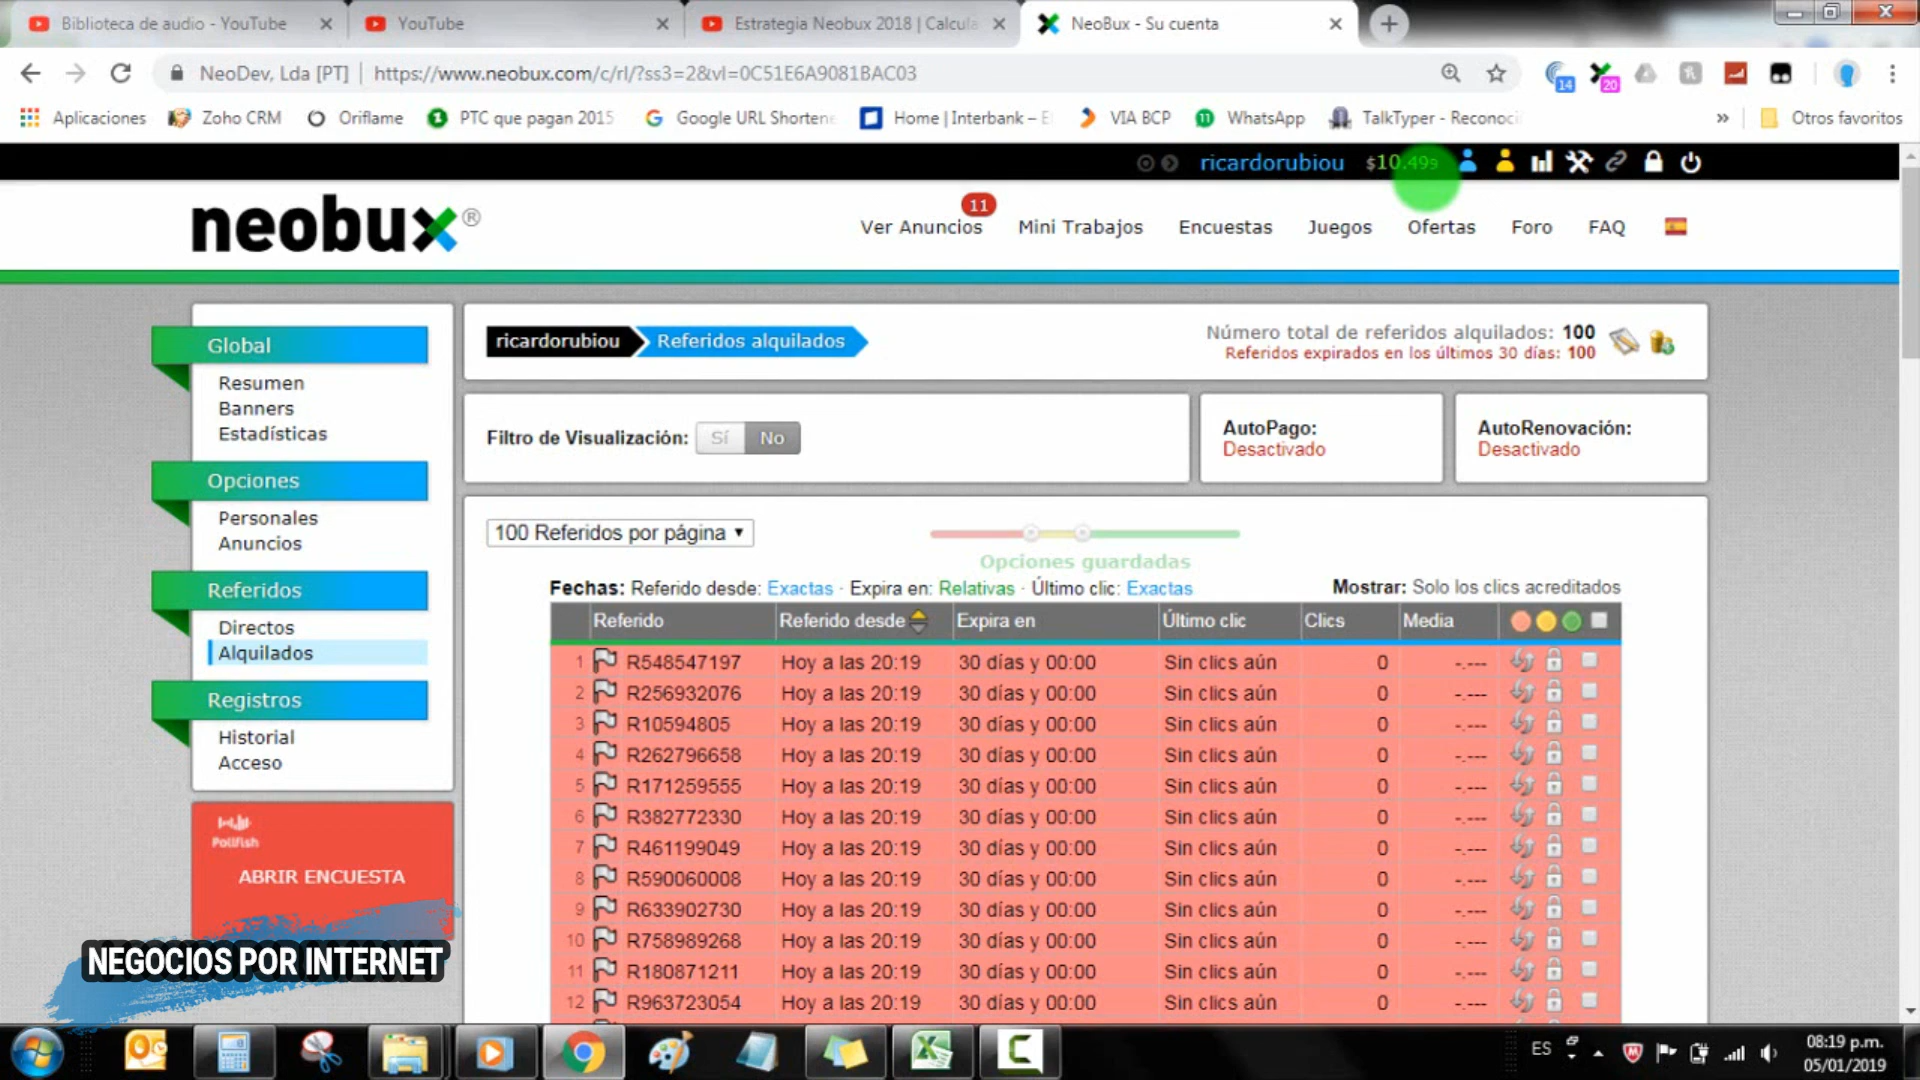 Biblioteca de audio - YouTube
YouTube
Estrategia Neobux 2018 | Calcula
NeoBux - Su cuenta
NeoDev, Lda [PT] | https://www.neobux.com/c/rl/?ss3=2&vl=0C51E6A9081BAC03
14
20
Aplicaciones Zoho CRM Oriflame PTC que pagan 2015 Google URL Shortene Home | Interbank – E VIA BCP WhatsApp TalkTyper - Reconoci » Otros favoritos
ricardorubiou $10.499
neobux®
11
Ver Anuncios Mini Trabajos Encuestas Juegos Ofertas Foro FAQ
Global
Resumen
Banners
Estadísticas
Opciones
Personales
Anuncios
Referidos
Directos
Alquilados
Registros
Historial
Acceso
Pollfish
ABRIR ENCUESTA
NEGOCIOS POR INTERNET
ricardorubiou Referidos alquilados
Número total de referidos alquilados: 100
Referidos expirados en los últimos 30 días: 100
Filtro de Visualización: Sí No
AutoPago:
Desactivado
AutoRenovación:
Desactivado
100 Referidos por página
Opciones guardadas
Fechas: Referido desde: Exactas · Expira en: Relativas · Último clic: Exactas
Mostrar: Solo los clics acreditados
Referido Referido desde Expira en Último clic Clics Media
1 R548547197 Hoy a las 20:19 30 días y 00:00 Sin clics aún 0 -.---
2 R256932076 Hoy a las 20:19 30 días y 00:00 Sin clics aún 0 -.---
3 R10594805 Hoy a las 20:19 30 días y 00:00 Sin clics aún 0 -.---
4 R262796658 Hoy a las 20:19 30 días y 00:00 Sin clics aún 0 -.---
5 R171259555 Hoy a las 20:19 30 días y 00:00 Sin clics aún 0 -.---
6 R382772330 Hoy a las 20:19 30 días y 00:00 Sin clics aún 0 -.---
7 R461199049 Hoy a las 20:19 30 días y 00:00 Sin clics aún 0 -.---
8 R590060008 Hoy a las 20:19 30 días y 00:00 Sin clics aún 0 -.---
9 R633902730 Hoy a las 20:19 30 días y 00:00 Sin clics aún 0 -.---
10 R758989268 Hoy a las 20:19 30 días y 00:00 Sin clics aún 0 -.---
11 R180871211 Hoy a las 20:19 30 días y 00:00 Sin clics aún 0 -.---
12 R963723054 Hoy a las 20:19 30 días y 00:00 Sin clics aún 0 -.---
ES
08:19 p.m.
05/01/2019